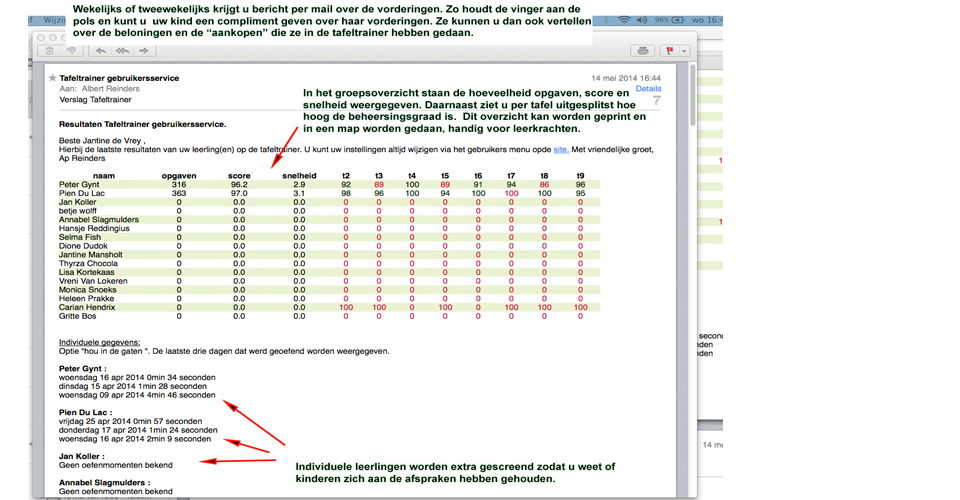 Wekelijks of tweewekelijks krijgt u bericht per mail over de vorderingen. Zo houdt de vinger aan de
pols en kunt u  uw kind een compliment geven over haar vorderingen. Ze kunnen u dan ook vertellen
over de beloningen en de “aankopen” die ze in de tafeltrainer hebben gedaan.
Wijzi
96%
wo 16:4
Tafeltrainer gebruikersservice
14 mei 2014 16:44
Aan: Albert Reinders
Details
Verslag Tafeltrainer
7
In het groepsoverzicht staan de hoeveelheid opgaven, score en
snelheid weergegeven. Daarnaast ziet u per tafel uitgesplitst hoe
hoog de beheersingsgraad is.  Dit overzicht kan worden geprint en
in een map worden gedaan, handig voor leerkrachten.
Resultaten Tafeltrainer gebruikersservice.
Beste Jantine de Vrey ,
Hierbij de laatste resultaten van uw leerling(en) op de tafeltrainer. U kunt uw instellingen altijd wijzigen via het gebruikers menu opde site. Met vriendelijke groet,
Ap Reinders
naam opgaven score snelheid t2 t3 t4 t5 t6 t7 t8 t9
Peter Gynt 316 96.2 2.9 92 89 100 89 91 94 86 96
Pien Du Lac 363 97.0 3.1 98 96 100 94 100 100 100 95
Jan Koller 0 0.0 0.0 0 0 0 0 0 0 0 0
betje wolff 0 0.0 0.0 0 0 0 0 0 0 0 0
Annabel Slagmulders 0 0.0 0.0 0 0 0 0 0 0 0 0
Hansje Reddingius 0 0.0 0.0 0 0 0 0 0 0 0 0
Selma Fish 0 0.0 0.0 0 0 0 0 0 0 0 0
Dione Dudok 0 0.0 0.0 0 0 0 0 0 0 0 0
Jantine Mansholt 0 0.0 0.0 0 0 0 0 0 0 0 0
Thyrza Chocola 0 0.0 0.0 0 0 0 0 0 0 0 0
Lisa Kortekaas 0 0.0 0.0 0 0 0 0 0 0 0 0
Vreni Van Lokeren 0 0.0 0.0 0 0 0 0 0 0 0 0
Monica Snoeks 0 0.0 0.0 0 0 0 0 0 0 0 0
Heleen Prakke 0 0.0 0.0 0 0 0 0 0 0 0 0
Carian Hendrix 0 0.0 0.0 100 100 0 100 0 100 100 100
Gritte Bos 0 0.0 0.0 0 0 0 0 0 0 0 0
Individuele gegevens:
Optie "hou in de gaten ". De laatste drie dagen dat werd geoefend worden weergegeven.
Peter Gynt :
woensdag 16 apr 2014 0min 34 seconden
dinsdag 15 apr 2014 1min 28 seconden
woensdag 09 apr 2014 4min 46 seconden
Pien Du Lac :
vrijdag 25 apr 2014 0min 57 seconden
donderdag 17 apr 2014 1min 24 seconden
woensdag 16 apr 2014 2min 9 seconden
Jan Koller :
Geen oefenmomenten bekend
Annabel Slagmulders :
Geen oefenmomenten bekend
Individuele leerlingen worden extra gescreend zodat u weet of
kinderen zich aan de afspraken hebben gehouden.
secon
nden
nden
14 me